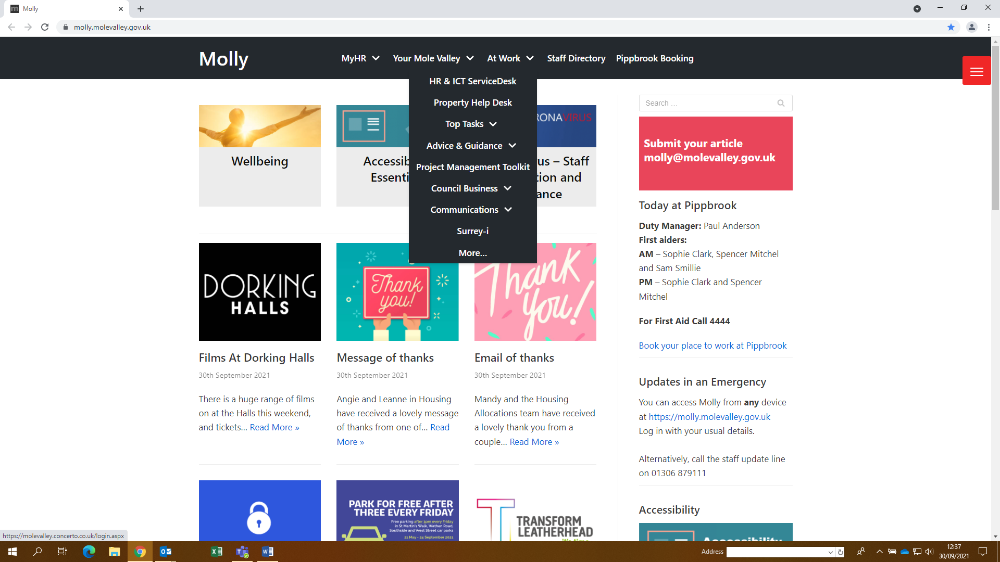 Molly
molly.molevalley.gov.uk
Molly
MyHR
Your Mole Valley
At Work
Staff Directory
Pippbrook Booking
HR & ICT ServiceDesk
Property Help Desk
Top Tasks
Advice & Guidance
Project Management Toolkit
Council Business
Communications
Surrey-i
More...
Wellbeing
Accessib
Essenti
RONAVIRUS
us – Staff
tion and
ance
DORKING
HALLS
Films At Dorking Halls
30th September 2021
There is a huge range of films
on at the Halls this weekend,
and tickets... Read More »
Thank
you!
Message of thanks
30th September 2021
Angie and Leanne in Housing
have received a lovely message
of thanks from one of... Read
More »
Thank
you!
Email of thanks
30th September 2021
Mandy and the Housing
Allocations team have received
a lovely thank you from a
couple... Read More »
PARK FOR FREE AFTER
THREE EVERY FRIDAY
Free parking after 3pm every Friday
in St Martin's Walk, Wathen Road,
Southside and West Street car parks
21 May - 24 September 2021
TRANSFORM
LEATHERHEAD
it's time
Search ...
Submit your article
molly@molevalley.gov.uk
Today at Pippbrook
Duty Manager: Paul Anderson
First aiders:
AM – Sophie Clark, Spencer Mitchel
and Sam Smillie
PM – Sophie Clark and Spencer
Mitchel
For First Aid Call 4444
Book your place to work at Pippbrook
Updates in an Emergency
You can access Molly from any device
at https://molly.molevalley.gov.uk
Log in with your usual details.
Alternatively, call the staff update line
on 01306 879111
Accessibility
Accessibility
https://molevalley.concerto.co.uk/login.aspx
Address
12:37
30/09/2021